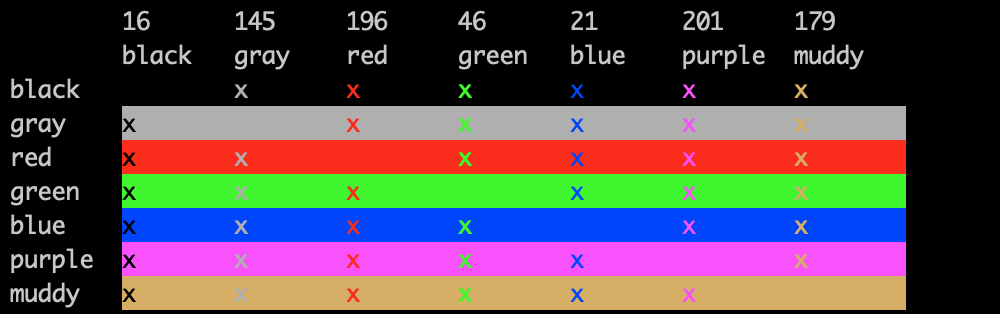 16 145 196 46 21 201 179
black gray red green blue purple muddy
black x x x x x x
gray x x x x x x
red x x x x x x
green x x x x x x
blue x x x x x x
purple x x x x x x
muddy x x x x x x